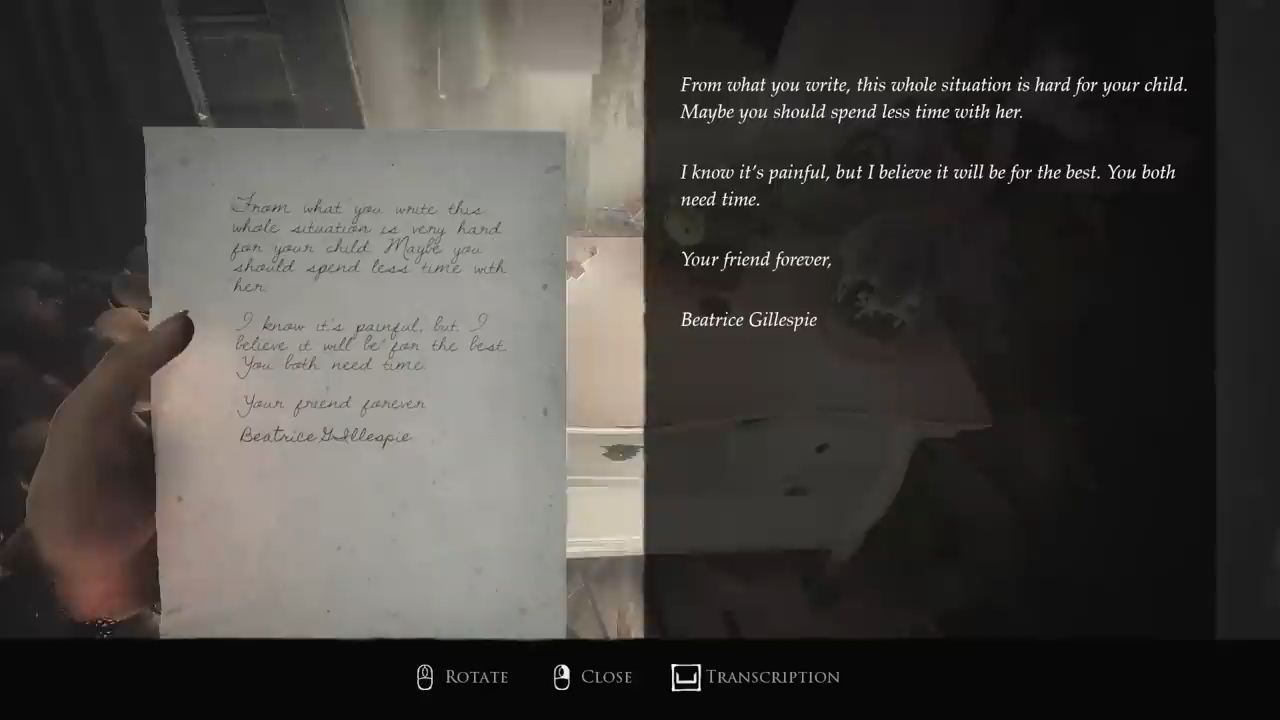 From what you write this
whole situation is very hard
for your child. Maybe you
should spend less time with
her.
I know it's painful, but I
believe it will be for the best.
You both need time.
Your friend forever
Beatrice Gillespie
From what you write, this whole situation is hard for your child.
Maybe you should spend less time with her.
I know it's painful, but I believe it will be for the best. You both
need time.
Your friend forever,
Beatrice Gillespie
ROTATE
CLOSE
TRANSCRIPTION